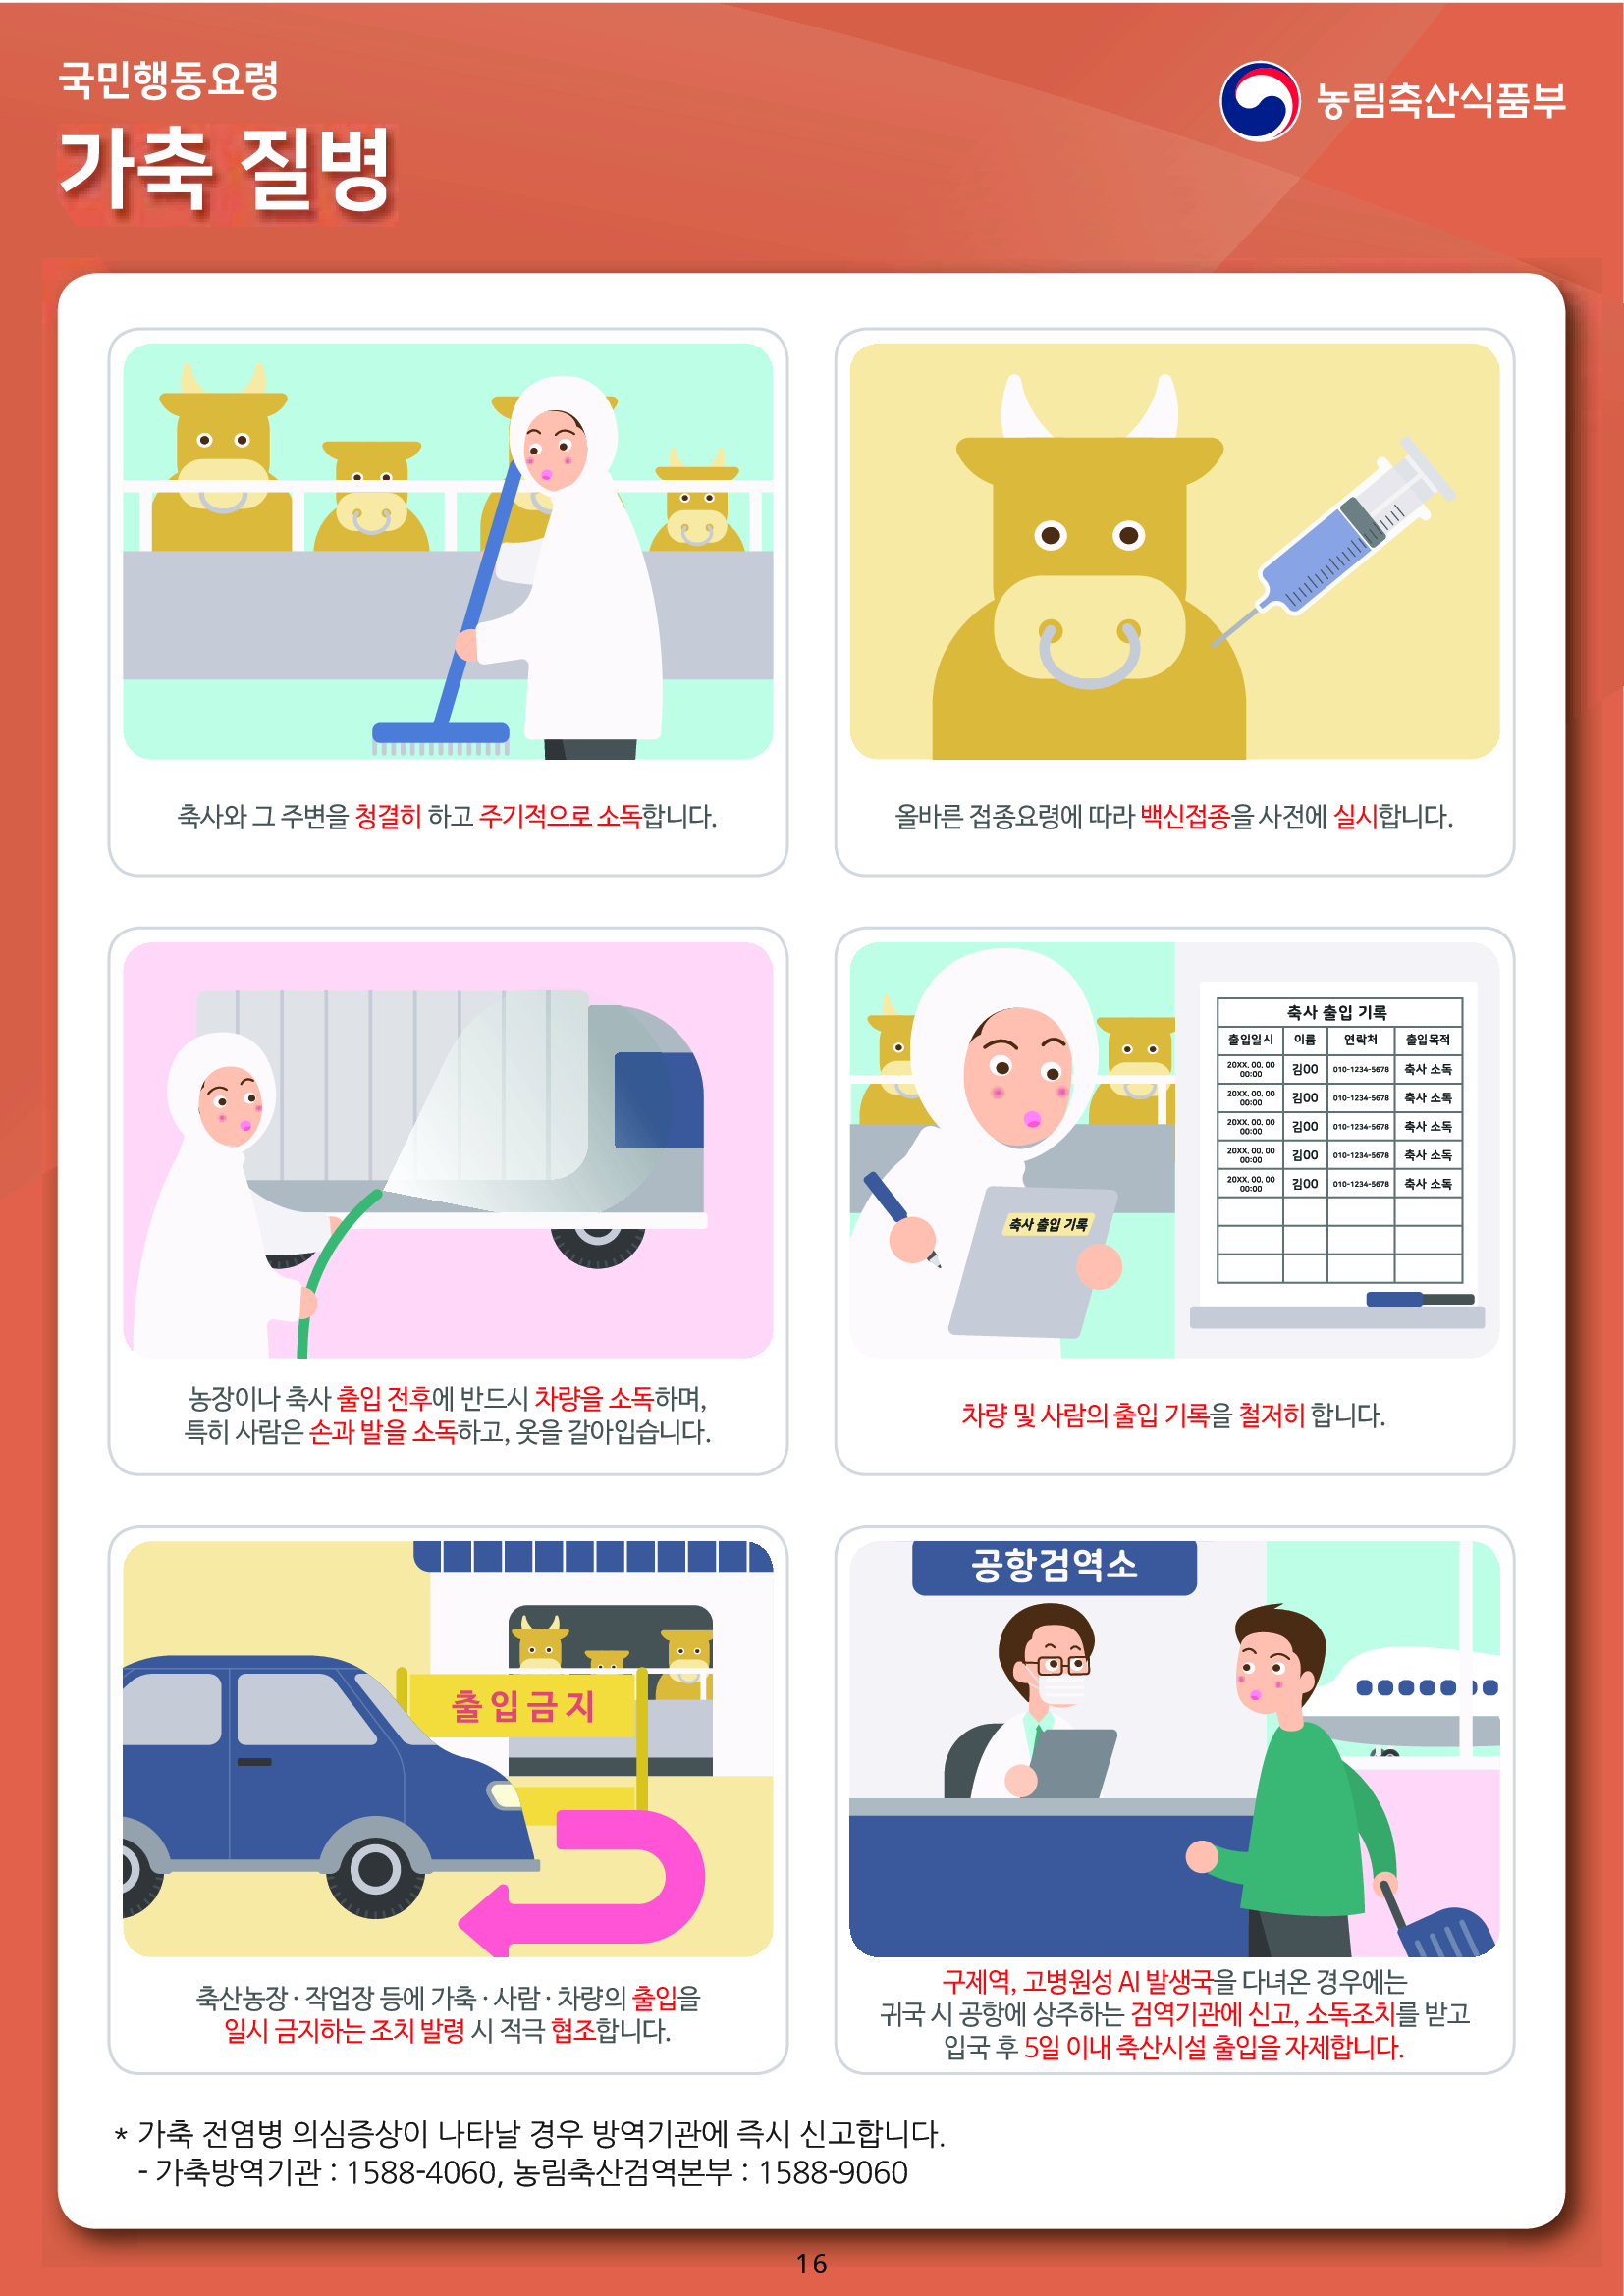 국민행동요령
가축 질병
농림축산식품부
축사와 그 주변을 청결히 하고 주기적으로 소독합니다.
올바른 접종요령에 따라 백신접종을 사전에 실시합니다.
농장이나 축사 출입 전후에 반드시 차량을 소독하며,
특히 사람은 손과 발을 소독하고, 옷을 갈아입습니다.
축사 출입 기록
축사 출입 기록
출입일시 이름 연락처 출입목적
20XX. 00. 00 00:00 김00 010-1234-5678 축사 소독
20XX. 00. 00 00:00 김00 010-1234-5678 축사 소독
20XX. 00. 00 00:00 김00 010-1234-5678 축사 소독
20XX. 00. 00 00:00 김00 010-1234-5678 축사 소독
20XX. 00. 00 00:00 김00 010-1234-5678 축사 소독
차량 및 사람의 출입 기록을 철저히 합니다.
출입금지
축산농장 · 작업장 등에 가축 · 사람 · 차량의 출입을
일시 금지하는 조치 발령 시 적극 협조합니다.
공항검역소
구제역, 고병원성 AI 발생국을 다녀온 경우에는
귀국 시 공항에 상주하는 검역기관에 신고, 소독조치를 받고
입국 후 5일 이내 축산시설 출입을 자제합니다.
* 가축 전염병 의심증상이 나타날 경우 방역기관에 즉시 신고합니다.
- 가축방역기관 : 1588-4060, 농림축산검역본부 : 1588-9060
16